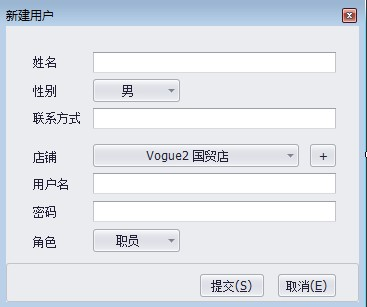 新建用户
姓名
性别 男
联系方式
店铺 Vogue2 国贸店 +
用户名
密码
角色 职员
提交(S) 取消(E)